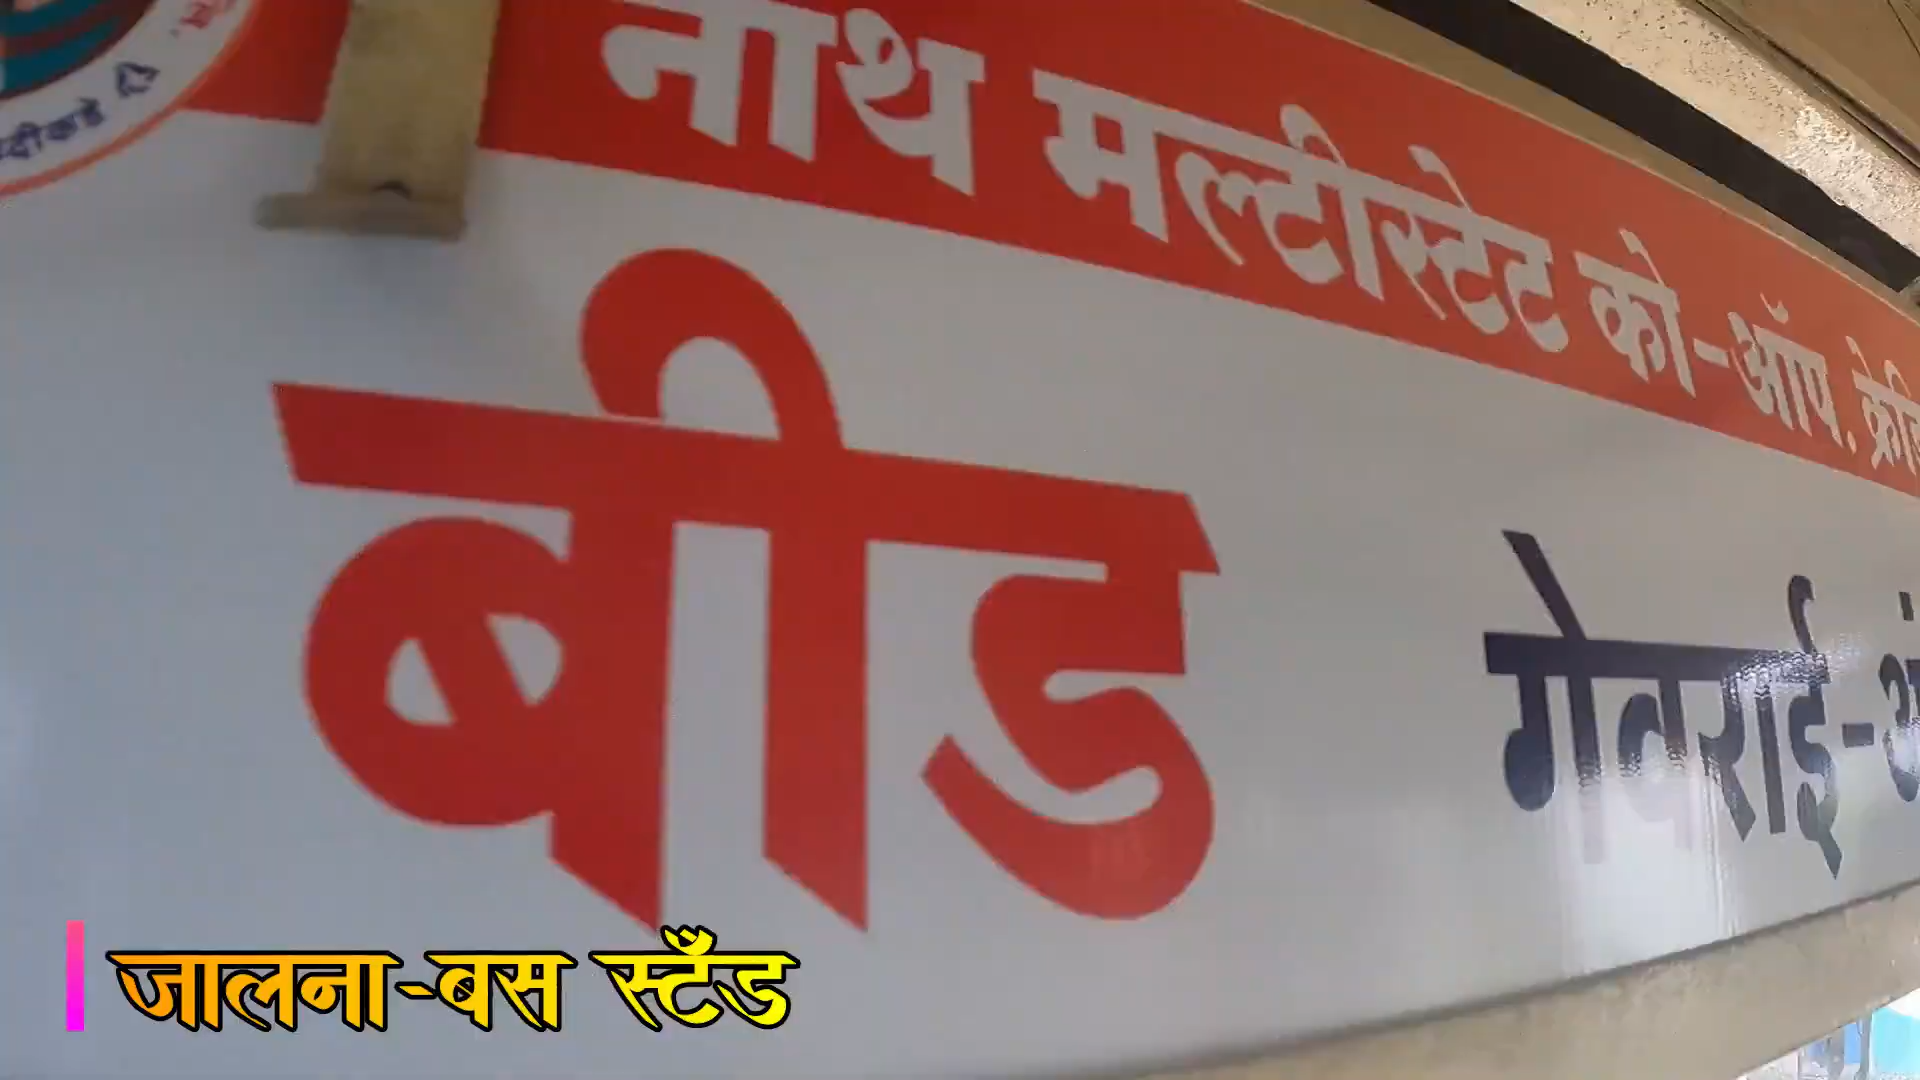 नाथ मल्टीस्टेट को-ऑप.
बीड
गेवराई-
जालना-बस स्टँड